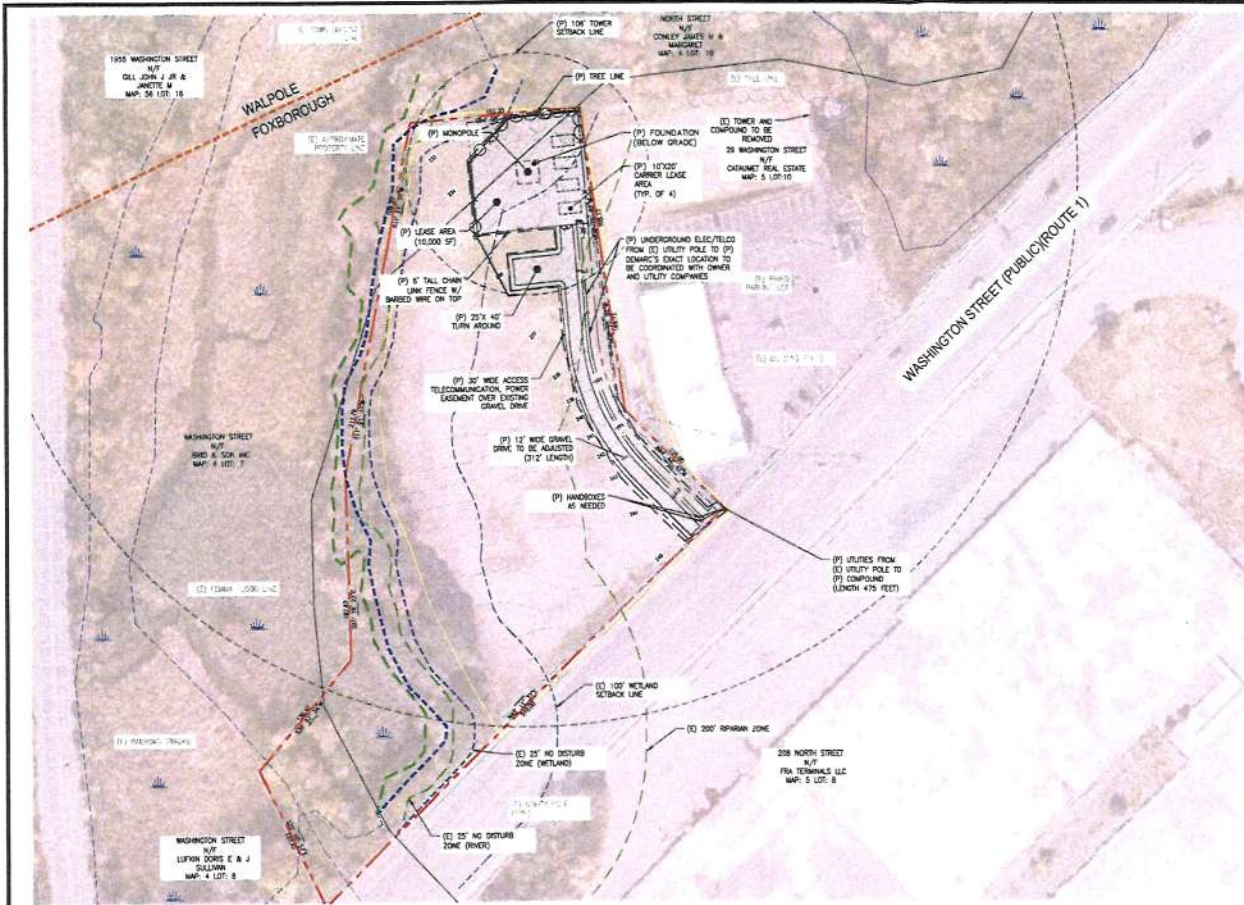 (P) 106' TOWER
SETBACK LINE
NORTH STREET
N/F
CONLEY JAMES M &
MARGARET
MAP: 4 LOT: 10
1955 WASHINGTON STREET
N/F
GILL JOHN J JR &
JANETTE M
MAP: 56 LOT: 16
WALPOLE
FOXBOROUGH
(P) TREE LINE
(P) MONOPOLE
(P) FOUNDATION
(BELOW GRADE)
(E) TOWER AND
COMPOUND TO BE
REMOVED
29 WASHINGTON STREET
N/F
CATAUMET REAL ESTATE
MAP: 5 LOT:10
(E) APPROXIMATE
PROPERTY LINE
(P) 10'X20'
CARRIER LEASE
AREA
(TYP. OF 4)
(P) LEASE AREA
(10,000 SF)
(P) UNDERGROUND ELEC/TELCO
FROM (E) UTILITY POLE TO (P)
DEMARC'S EXACT LOCATION TO
BE COORDINATED WITH OWNER
AND UTILITY COMPANIES
(P) 6' TALL CHAIN
LINK FENCE W/
BARBED WIRE ON TOP
(P) 25'X 40'
TURN AROUND
WASHINGTON STREET (PUBLIC)(ROUTE 1)
(P) 30' WIDE ACCESS
TELECOMMUNICATION, POWER
EASEMENT OVER EXISTING
GRAVEL DRIVE
WASHINGTON STREET
N/F
BIRD & SON INC
MAP: 4 LOT: 7
(P) 12' WIDE GRAVEL
DRIVE TO BE ADJUSTED
(312' LENGTH)
(P) HANDBOXES
AS NEEDED
(P) UTILITIES FROM
(E) UTILITY POLE TO
(P) COMPOUND
(LENGTH 475 FEET)
(E) 100' WETLAND
SETBACK LINE
(E) 200' RIPARIAN ZONE
(E) RAILROAD TRACKS
(E) 25' NO DISTURB
ZONE (WETLAND)
208 NORTH STREET
N/F
FRA TERMINALS LLC
MAP: 5 LOT: 8
(E) 25' NO DISTURB
ZONE (RIVER)
WASHINGTON STREET
N/F
LUFKIN DORIS E & J
SULLIVAN
MAP: 4 LOT: 8